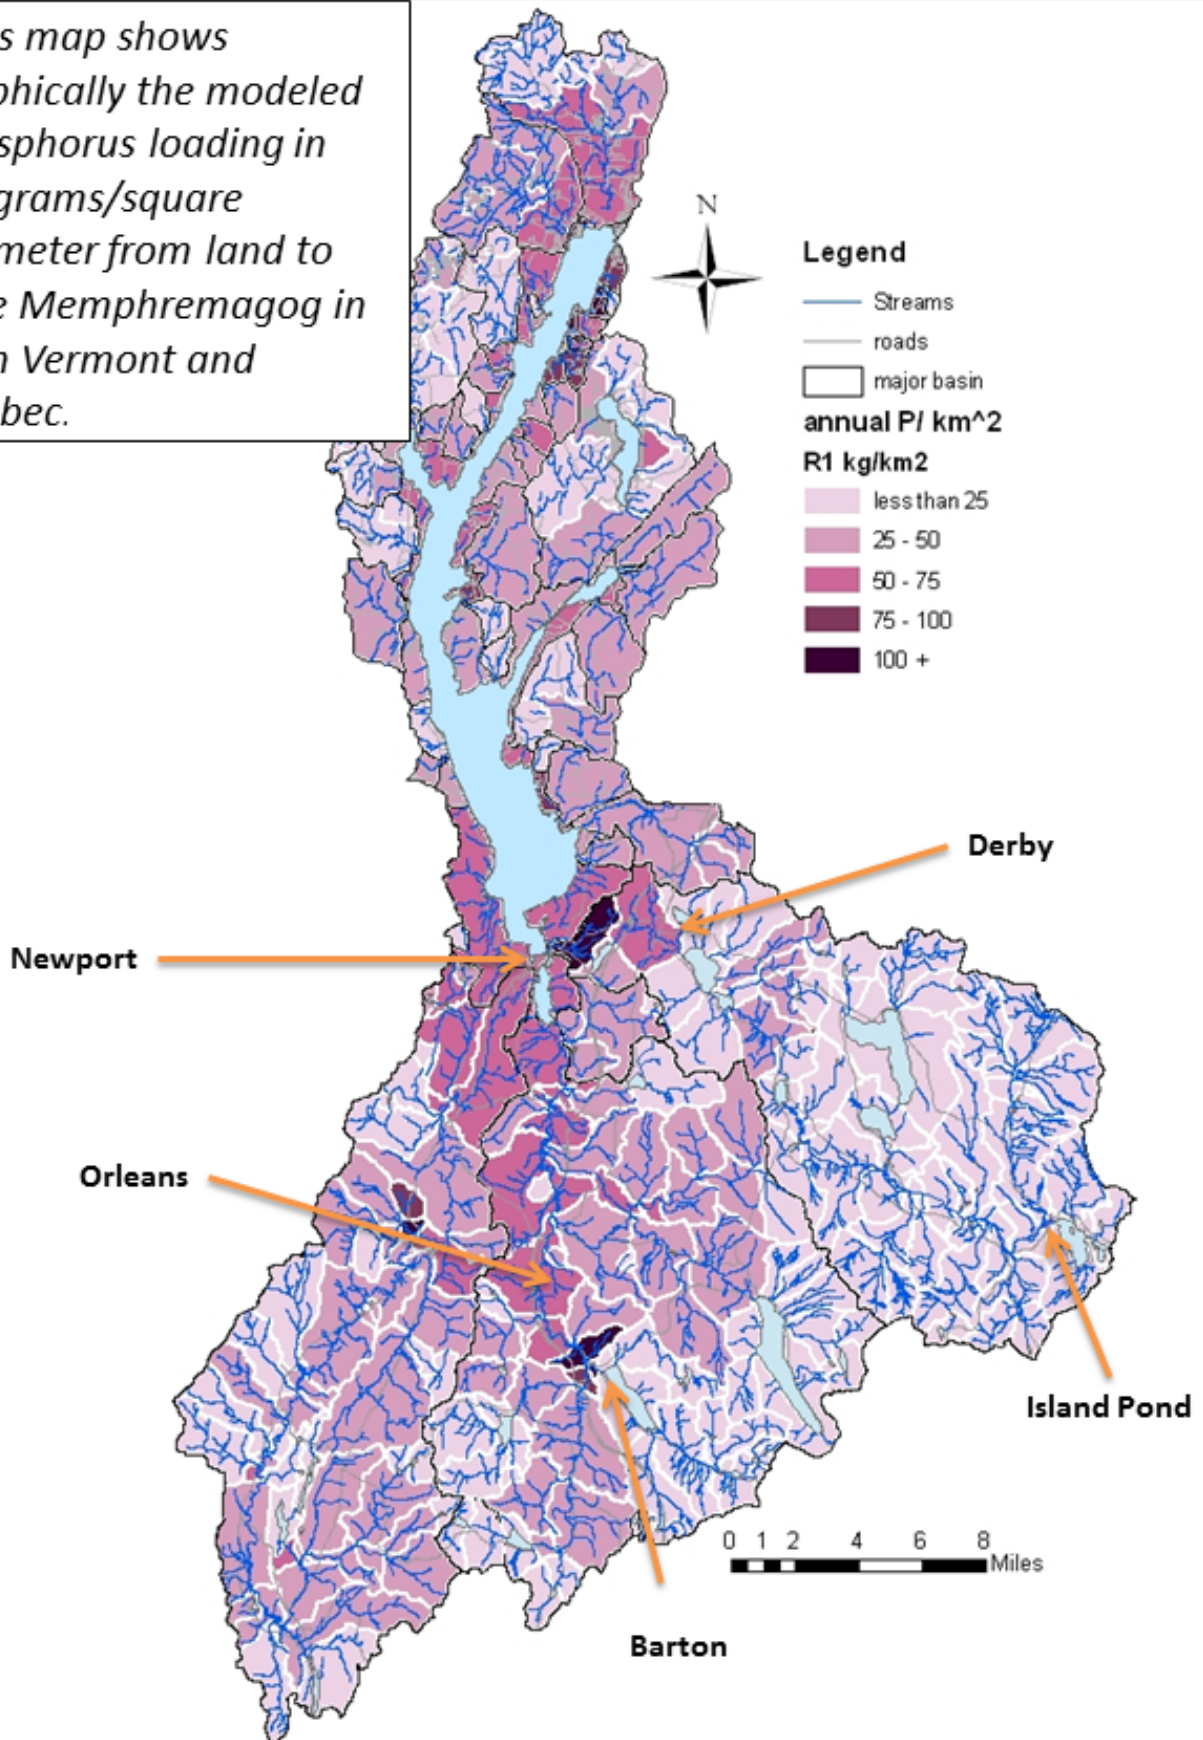 s map shows
phically the modeled
sphorus loading in
grams/square
meter from land to
e Memphremagog in
n Vermont and
bec.
N
Legend
Streams
roads
major basin
annual P/ km^2
R1 kg/km2
less than 25
25 - 50
50 - 75
75 - 100
100 +
Derby
Newport
Orleans
Island Pond
0 1 2 4 6 8
Miles
Barton